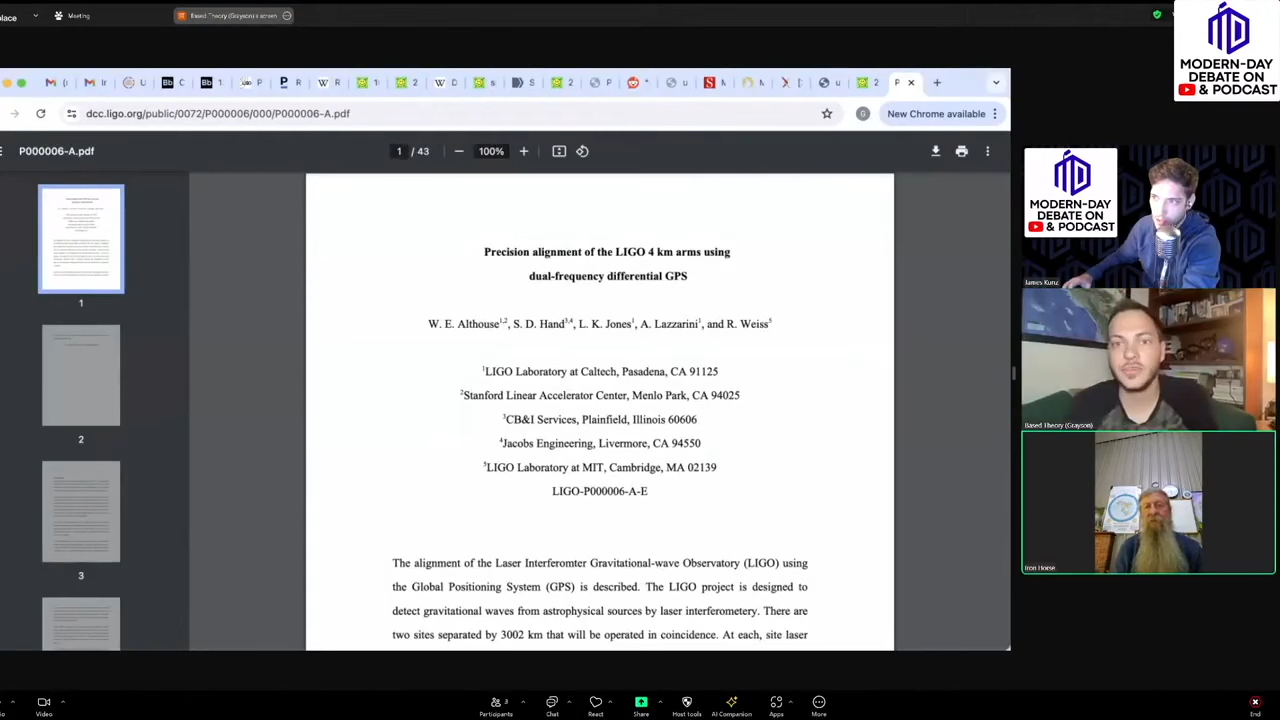 place
Meeting
Based Theory (Grayson)'s screen
MODERN-DAY
DEBATE ON
& PODCAST
dcc.ligo.org/public/0072/P000006/000/P000006-A.pdf
New Chrome available
P000006-A.pdf
1 / 43
100%
1
2
3
Precision alignment of the LIGO 4 km arms using
dual-frequency differential GPS
W. E. Althouse1,2, S. D. Hand3,4, L. K. Jones1, A. Lazzarini1, and R. Weiss5
1LIGO Laboratory at Caltech, Pasadena, CA 91125
2Stanford Linear Accelerator Center, Menlo Park, CA 94025
3CB&I Services, Plainfield, Illinois 60606
4Jacobs Engineering, Livermore, CA 94550
5LIGO Laboratory at MIT, Cambridge, MA 02139
LIGO-P000006-A-E
The alignment of the Laser Interferomter Gravitational-wave Observatory (LIGO) using
the Global Positioning System (GPS) is described. The LIGO project is designed to
detect gravitational waves from astrophysical sources by laser interferometery. There are
two sites separated by 3002 km that will be operated in coincidence. At each, site laser
MODERN-DAY
DEBATE ON
& PODCAST
James Kunz
Based Theory (Grayson)
Iron Horse
Video
Participants
3
Chat
React
Share
Host tools
AI Companion
Apps
More
End